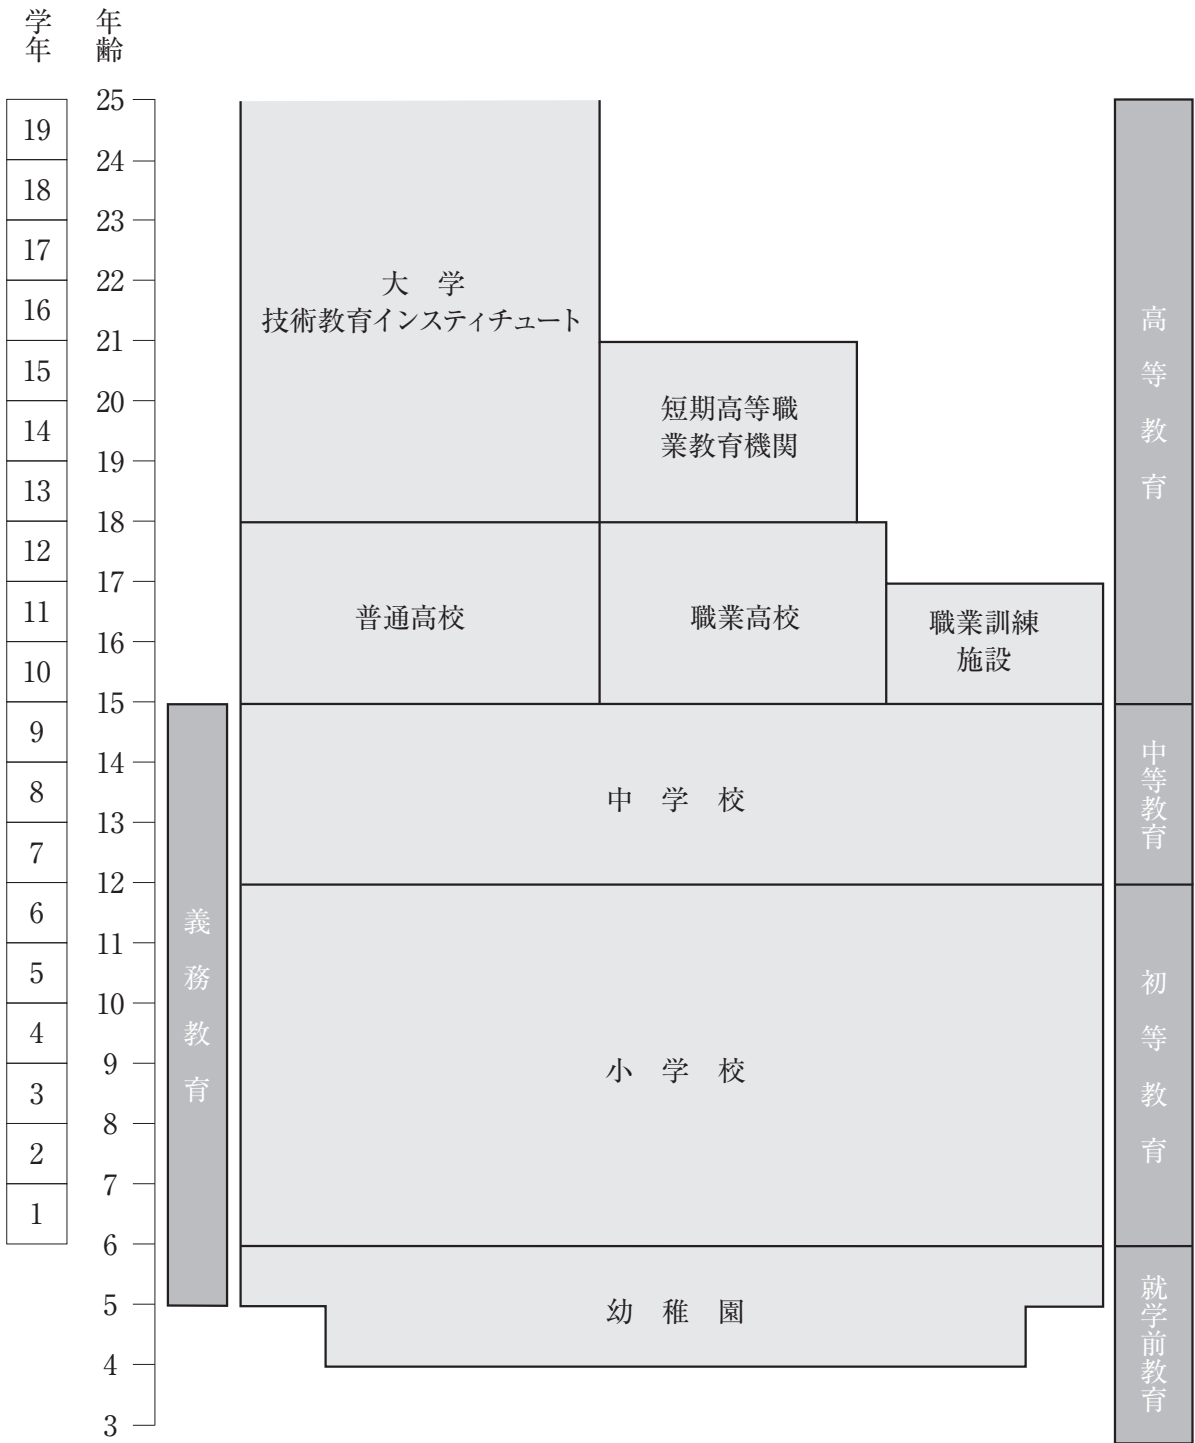 学年
年齢
25
19
24
18
23
17
22
16
21
15
20
14
19
13
18
12
17
11
16
10
15
9
14
8
13
7
12
6
11
5
10
4
9
3
8
2
7
1
6
5
4
3
義務教育
大 学
技術教育インスティチュート
短期高等職
業教育機関
普通高校
職業高校
職業訓練
施設
中 学 校
小 学 校
幼 稚 園
高等教育
中等教育
初等教育
就学前教育